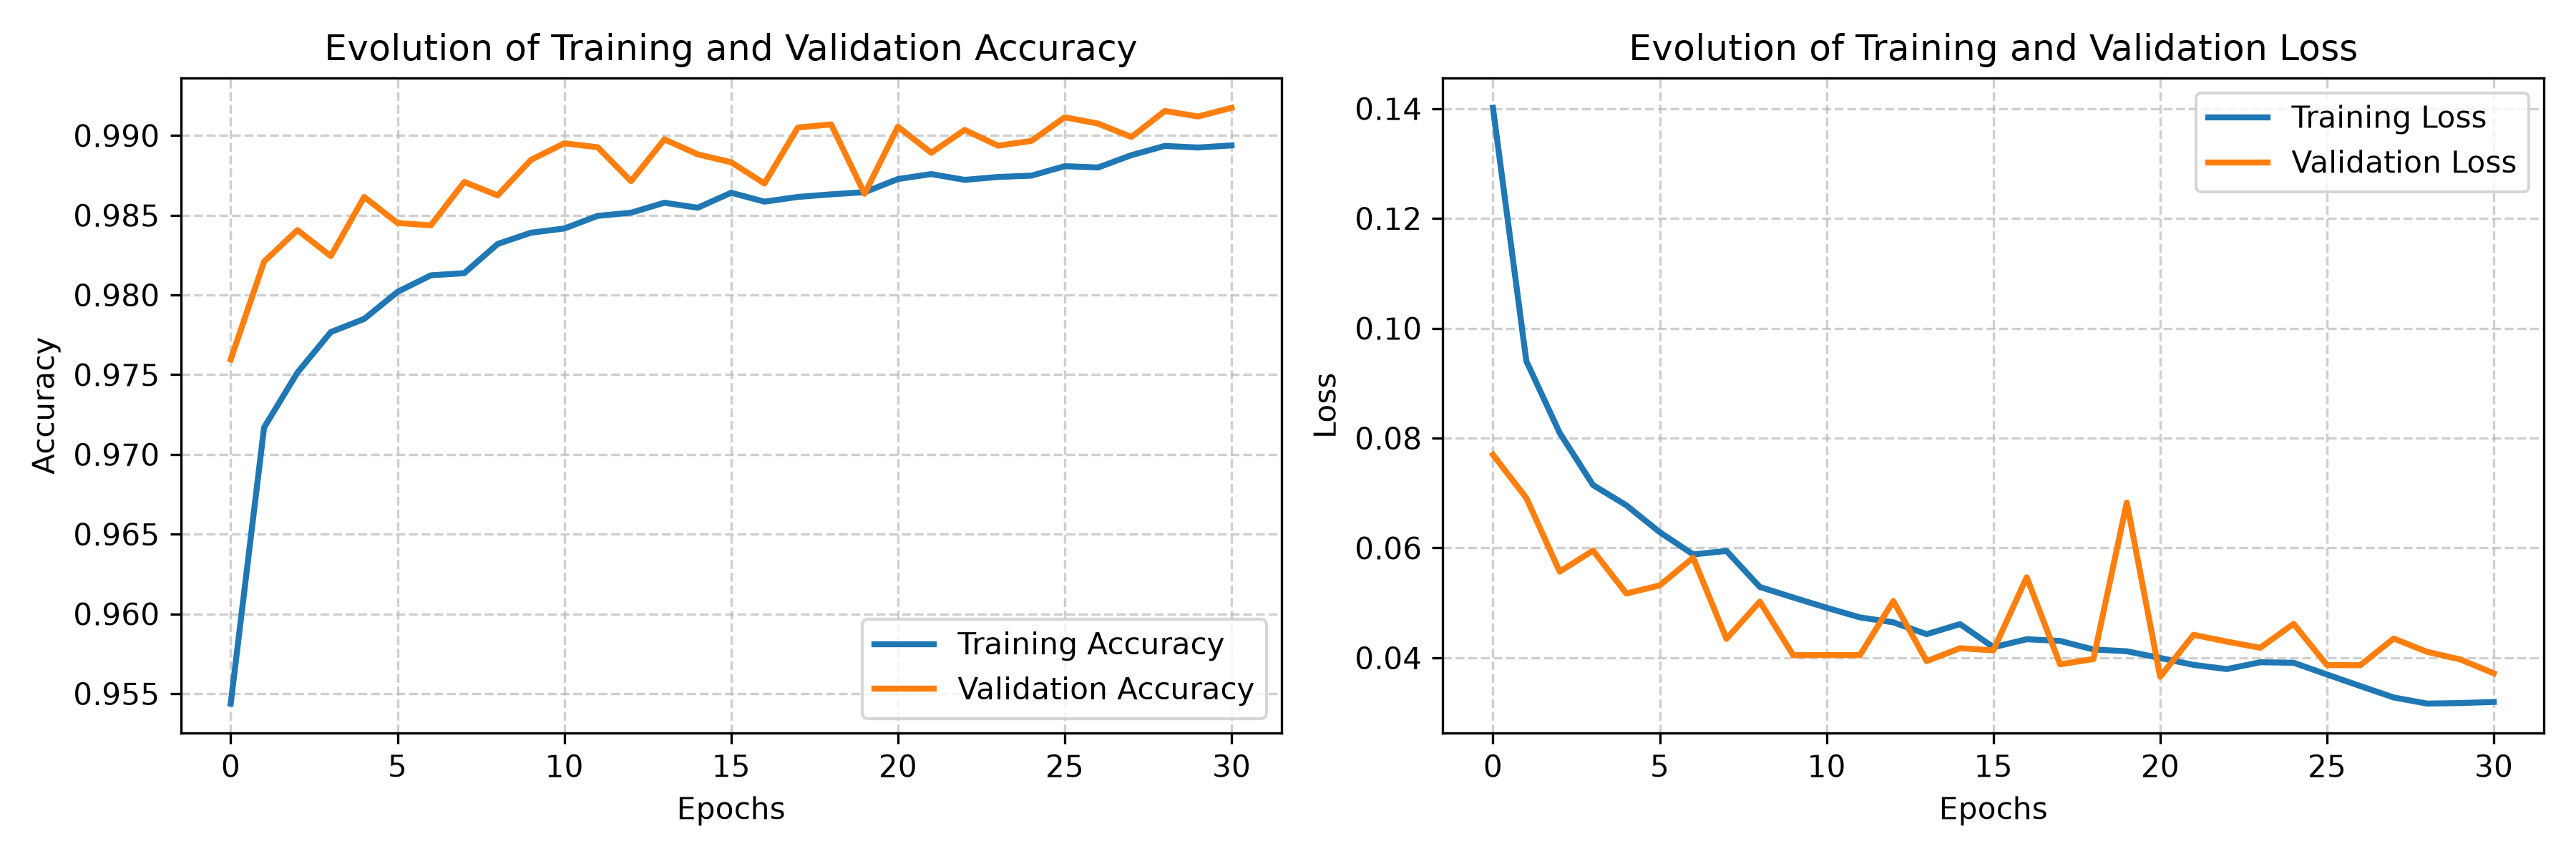 Evolution of Training and Validation Accuracy
0.990
0.985
0.980
0.975
0.970
0.965
0.960
0.955
Accuracy
Training Accuracy
Validation Accuracy
0 5 10 15 20 25 30
Epochs
Evolution of Training and Validation Loss
0.14
0.12
0.10
0.08
0.06
0.04
Loss
Training Loss
Validation Loss
0 5 10 15 20 25 30
Epochs